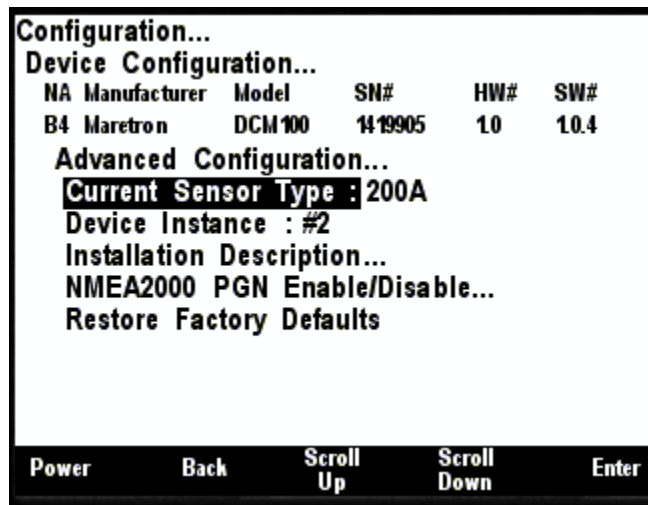 Configuration...
Device Configuration...
NA Manufacturer Model SN# HW# SW#
B4 Maretron DCM100 1419905 1.0 1.0.4
Advanced Configuration...
Current Sensor Type : 200A
Device Instance : #2
Installation Description...
NMEA2000 PGN Enable/Disable...
Restore Factory Defaults
Power Back Scroll Up Scroll Down Enter